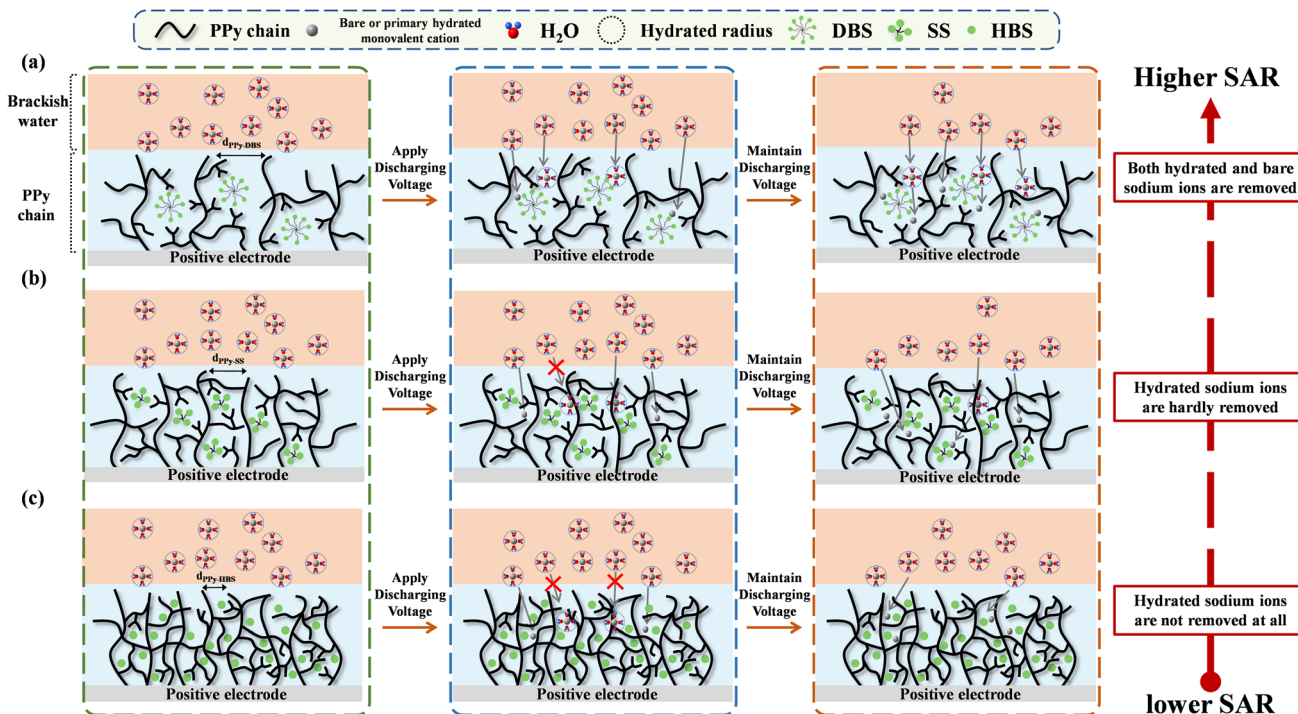 PPy chain
Bare or primary hydrated
monovalent cation
H₂O
Hydrated radius
DBS
SS
HBS
(a)
Brackish
water
PPy
chain
d_PPy-DBS
Positive electrode
Apply
Discharging
Voltage
Positive electrode
Maintain
Discharging
Voltage
Positive electrode
Higher SAR
Both hydrated and bare
sodium ions are removed
(b)
d_PPy-SS
Positive electrode
Apply
Discharging
Voltage
Positive electrode
Maintain
Discharging
Voltage
Positive electrode
Hydrated sodium ions
are hardly removed
(c)
d_PPy-HBS
Positive electrode
Apply
Discharging
Voltage
Positive electrode
Maintain
Discharging
Voltage
Positive electrode
Hydrated sodium ions
are not removed at all
lower SAR